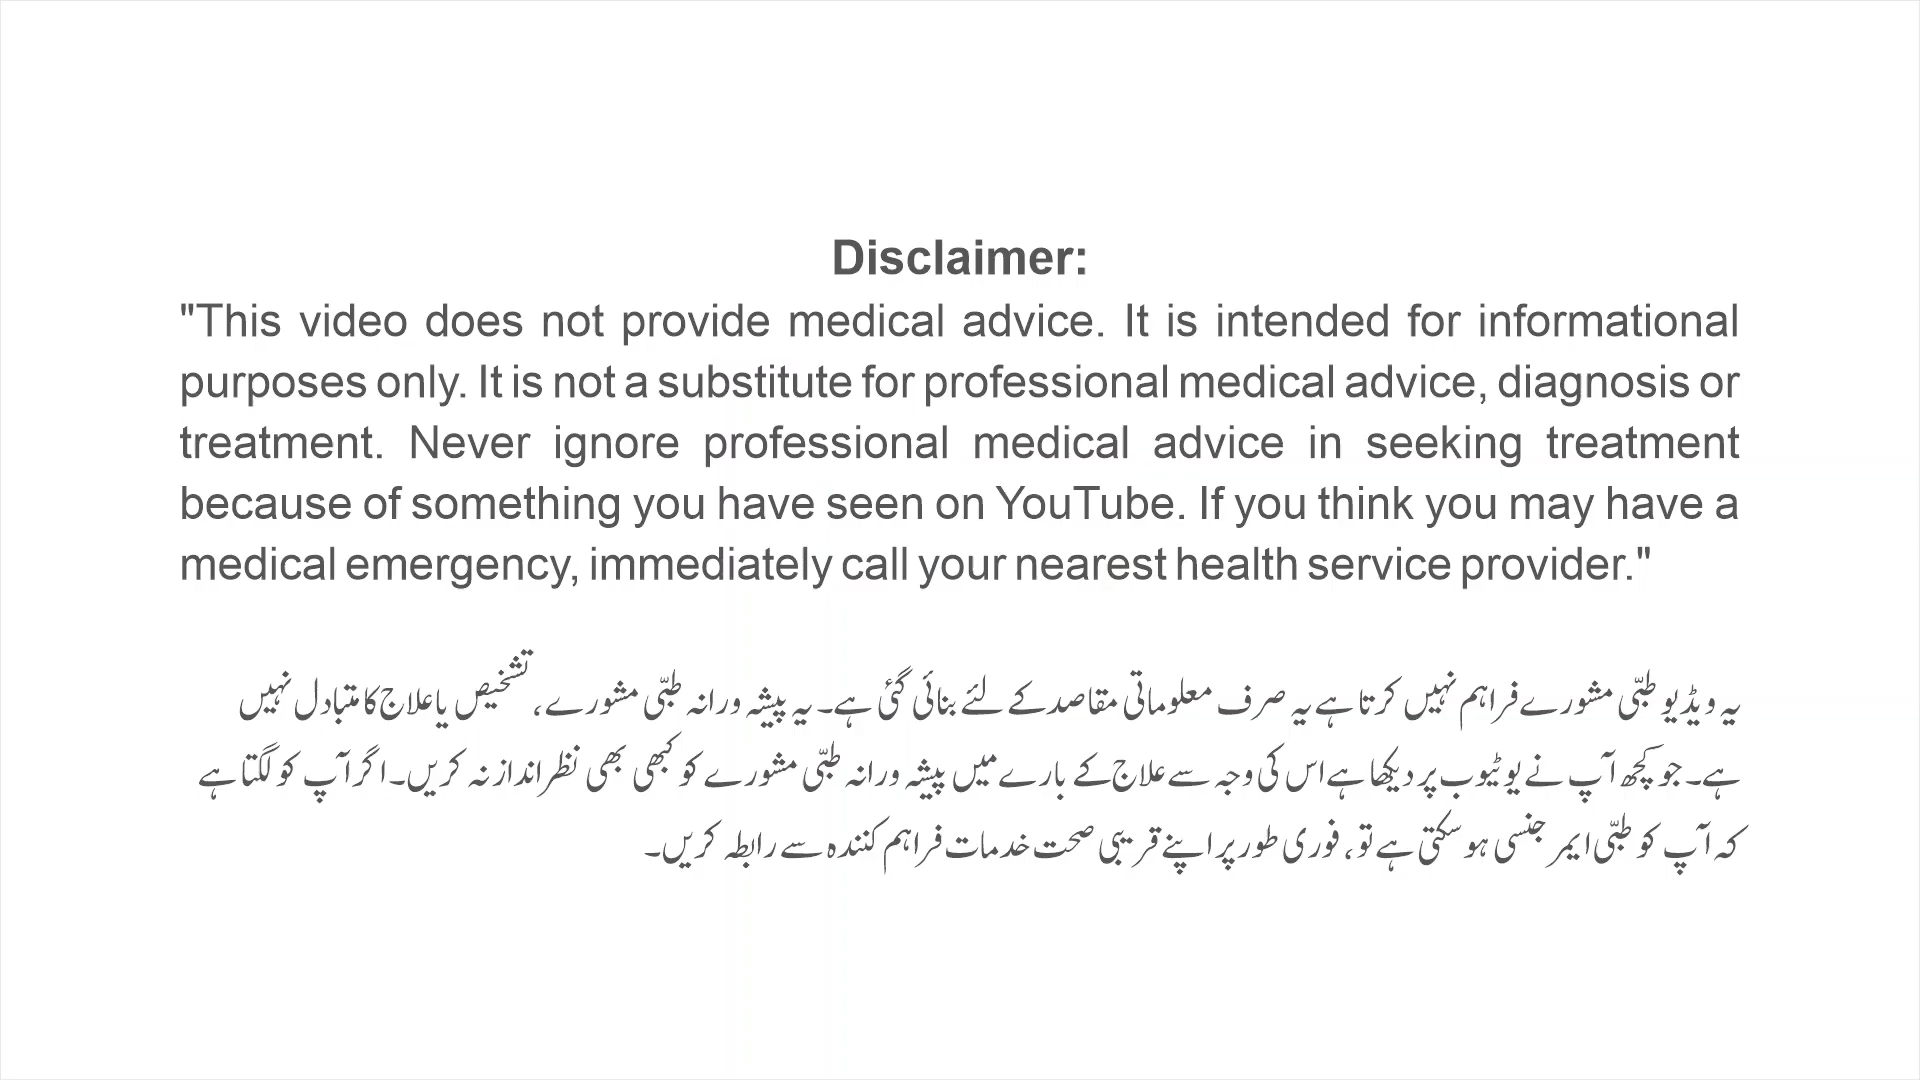 Disclaimer:
"This video does not provide medical advice. It is intended for informational
purposes only. It is not a substitute for professional medical advice, diagnosis or
treatment. Never ignore professional medical advice in seeking treatment
because of something you have seen on YouTube. If you think you may have a
medical emergency, immediately call your nearest health service provider."
یہ ویڈیو طبّی مشورے فراہم نہیں کرتا ہے یہ صرف معلوماتی مقاصد کے لئے بنائی گئی ہے۔ یہ پیشہ ورانہ طبّی مشورے، تشخیص یا علاج کا متبادل نہیں
ہے۔ جو کچھ آپ نے یوٹیوب پر دیکھا ہے اس کی وجہ سے علاج کے بارے میں پیشہ ورانہ طبّی مشورے کو کبھی بھی نظر انداز نہ کریں۔ اگر آپ کو لگتا ہے
کہ آپ کو طبّی ایمرجنسی ہو سکتی ہے تو، فوری طور پر اپنے قریبی صحت خدمات فراہم کنندہ سے رابطہ کریں۔